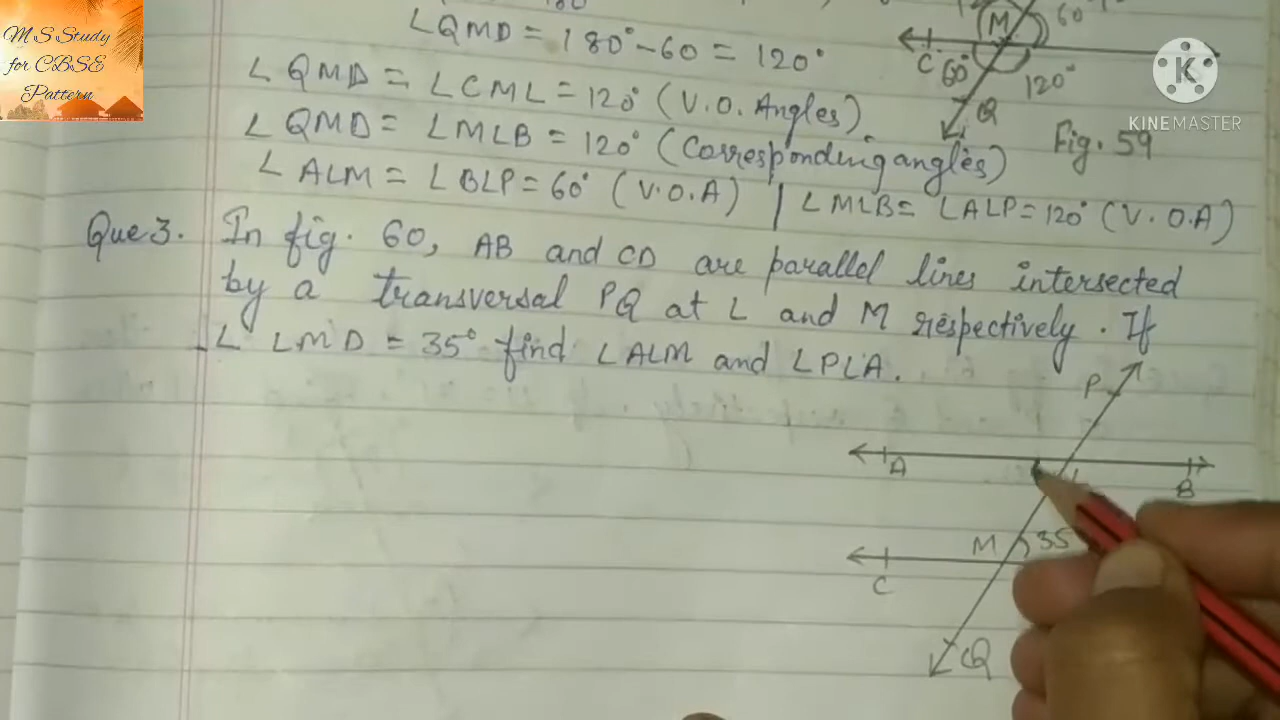 M S Study
for CBSE
Pattern
∠QMD = 180° - 60 = 120°
∠QMD = ∠CML = 120° (V.O. Angles)
∠QMD = ∠MLB = 120° (Corresponding angles)
∠ALM = ∠BLP = 60° (V.O.A) | ∠MLB = ∠ALP = 120° (V.O.A)
M
60
C
60°
120°
Q
Fig. 59
K
KINEMASTER
Que 3. In fig. 60, AB and CD are parallel lines intersected
by a transversal PQ at L and M respectively. If
∠LMD = 35° find ∠ALM and ∠PLA.
P
A
L
B
M
35
C
Q